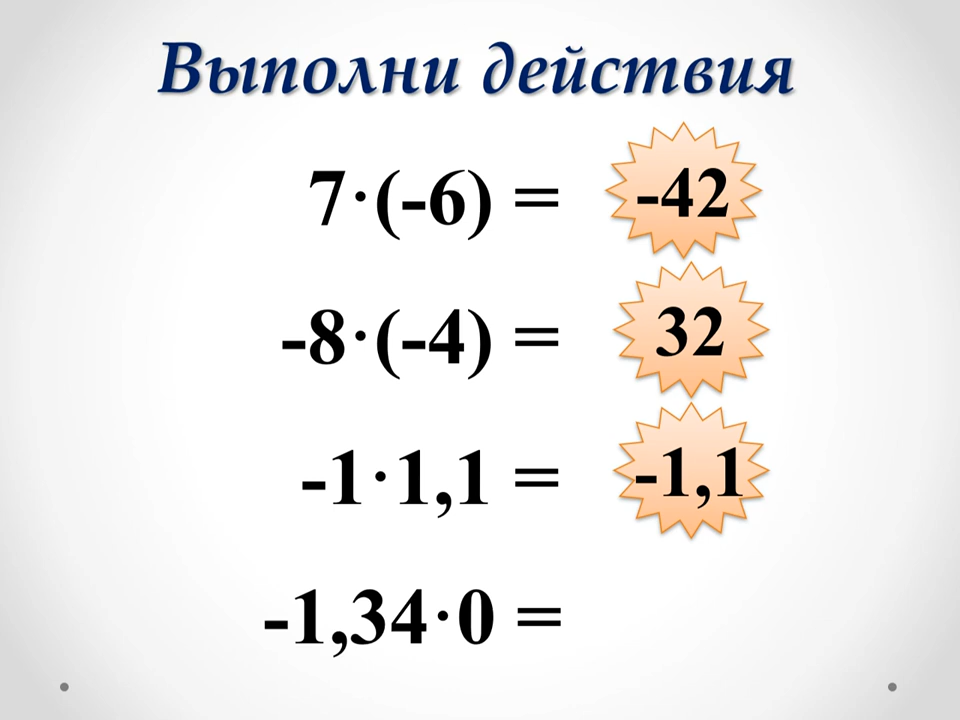 Выполни действия
7·(-6) = -42
-8·(-4) = 32
-1·1,1 = -1,1
-1,34·0 =